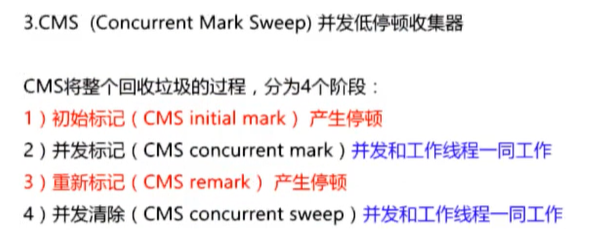 3.CMS (Concurrent Mark Sweep) 并发低停顿收集器
CMS将整个回收垃圾的过程，分为4个阶段：
1）初始标记（CMS initial mark） 产生停顿
2）并发标记（CMS concurrent mark）并发和工作线程一同工作
3）重新标记（CMS remark） 产生停顿
4）并发清除（CMS concurrent sweep）并发和工作线程一同工作